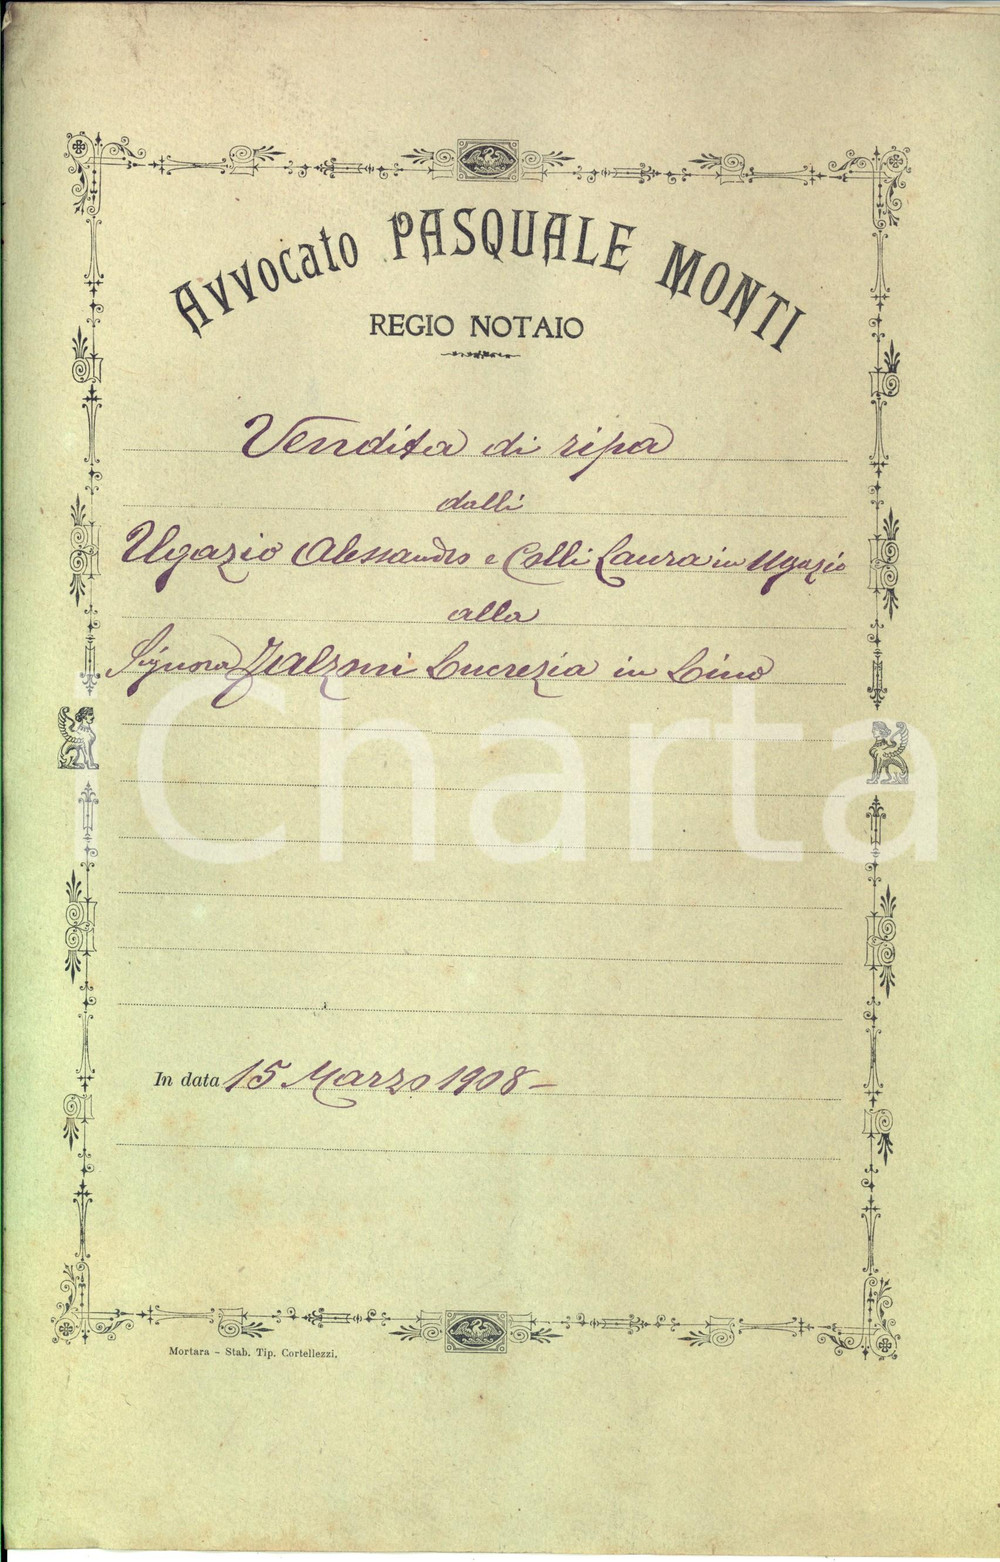 Avvocato PASQUALE MONTI
REGIO NOTAIO
Vendita di ripa
dalli
Ugazio Alessandro e Colli Laura in Ugazio
alla
Signora Falzoni Lucrezia in Lino
Charta
In data 15 Marzo 1908 –
Mortara - Stab. Tip. Cortellezzi.